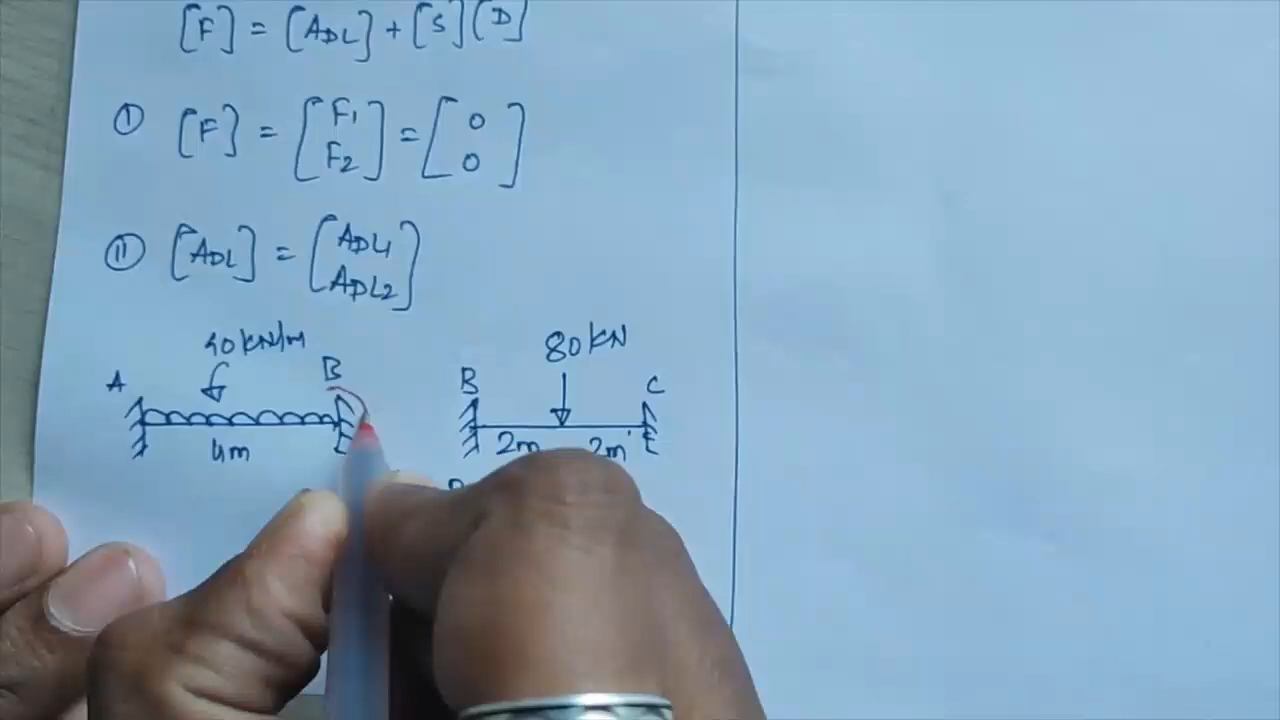 [F] = [ADL] + [S] [D]
① [F] = [F1 F2] = [0 0]
② [ADL] = [ADL1 ADL2]
40 kN/m
80 kN
A B B C
4m 2m 2m